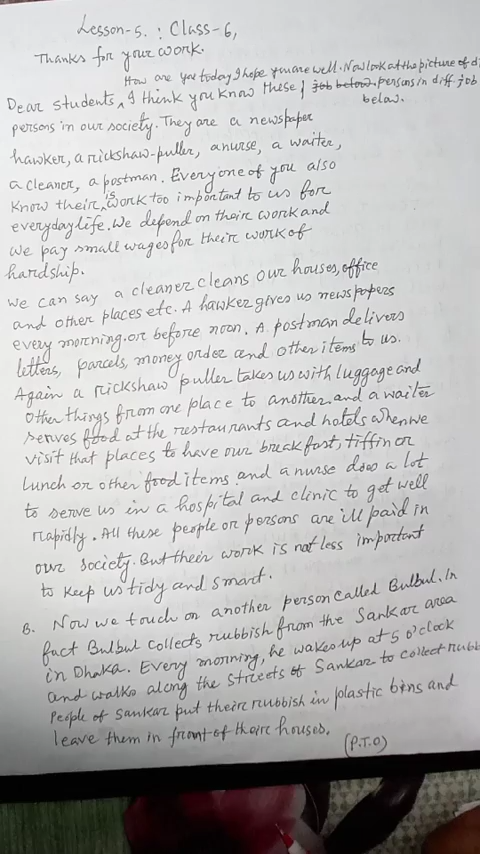 Lesson-5. : Class-6,
Thanks for your work.
How are you today I hope you are well. Now look at the picture of di
Dear students, I think you know these job below. persons in diff job
below.
persons in our society. They are a newspaper
hawker, a rickshaw-puller, a nurse, a waiter,
a cleaner, a postman. Everyone of you also
Know their is work too important to us for
everyday life. We depend on their work and
we pay small wages for their work of
hardship.
We can say a cleaner cleans our houses, office
and other places etc. A hawker gives us newspapers
every morning or before noon. A postman delivers
letters, parcels, money order and other items to us.
Again a rickshaw puller takes us with luggage and
other things from one place to another and a waiter
serves food at the restaurants and hotels when we
visit that places to have our breakfast, tiffin or
lunch or other food items and a nurse does a lot
to serve us in a hospital and clinic to get well
rapidly. All these people or persons are ill paid in
our society. But their work is not less important
to keep us tidy and smart.
B. Now we touch on another person called Bulbul. In
fact Bulbul collects rubbish from the Sankar area
in Dhaka. Every morning, he wakes up at 5 o'clock
and walks along the streets of Sankar to collect rubbi
People of Sankar put their rubbish in plastic bins and
leave them in front of their houses.
(P.T.O)